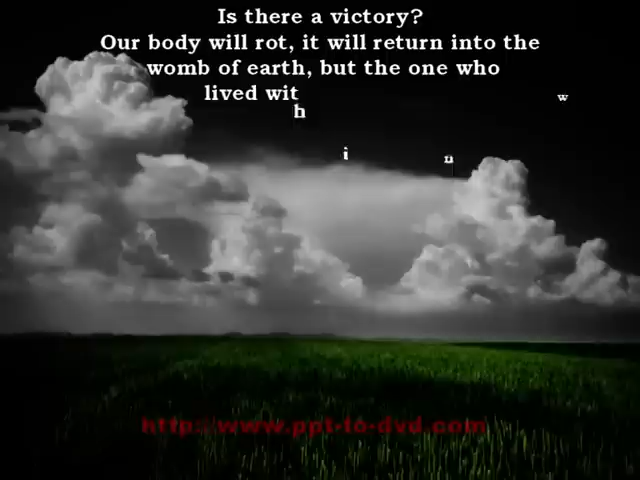 Is there a victory?
Our body will rot, it will return into the
womb of earth, but the one who
lived wit
h
i
n
w
http://www.ppt-to-dvd.com